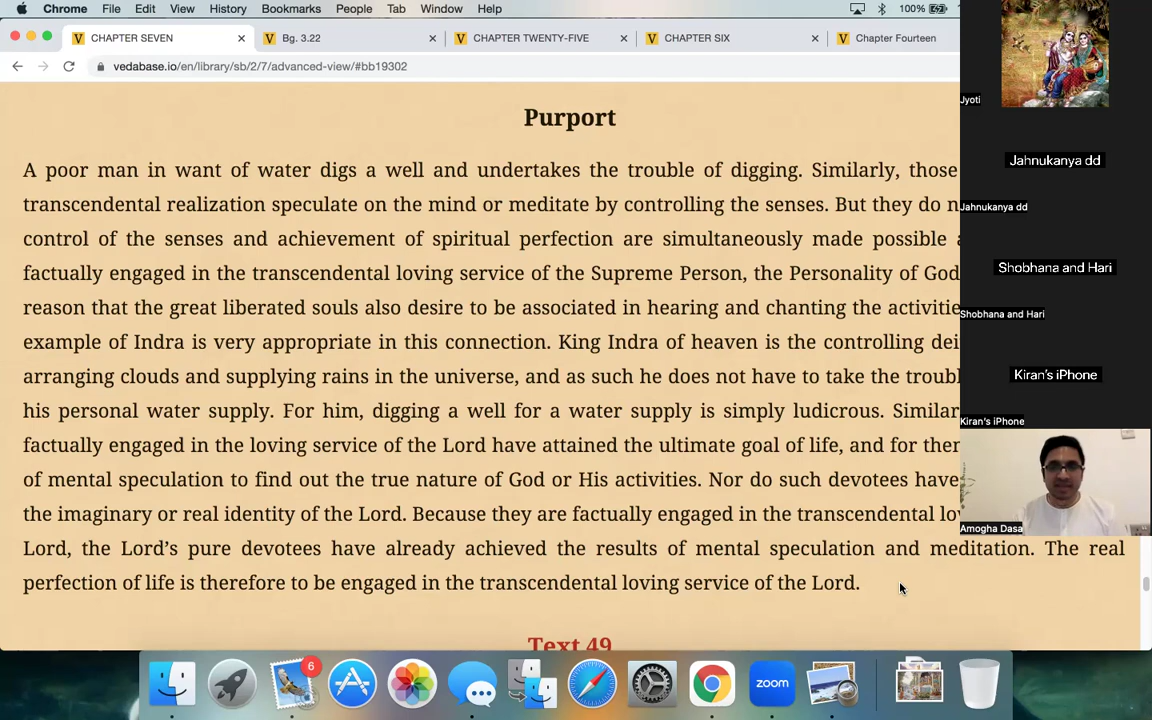 Chrome File Edit View History Bookmarks People Tab Window Help 100%
CHAPTER SEVEN
Bg. 3.22
CHAPTER TWENTY-FIVE
CHAPTER SIX
Chapter Fourteen
vedabase.io/en/library/sb/2/7/advanced-view/#bb19302
Purport
A poor man in want of water digs a well and undertakes the trouble of digging. Similarly, those
transcendental realization speculate on the mind or meditate by controlling the senses. But they do n
control of the senses and achievement of spiritual perfection are simultaneously made possible
factually engaged in the transcendental loving service of the Supreme Person, the Personality of God
reason that the great liberated souls also desire to be associated in hearing and chanting the activitie
example of Indra is very appropriate in this connection. King Indra of heaven is the controlling dei
arranging clouds and supplying rains in the universe, and as such he does not have to take the troubl
his personal water supply. For him, digging a well for a water supply is simply ludicrous. Similar
factually engaged in the loving service of the Lord have attained the ultimate goal of life, and for ther
of mental speculation to find out the true nature of God or His activities. Nor do such devotees have
the imaginary or real identity of the Lord. Because they are factually engaged in the transcendental lo
Lord, the Lord's pure devotees have already achieved the results of mental speculation and meditation. The real
perfection of life is therefore to be engaged in the transcendental loving service of the Lord.
Text 49
Jyoti
Jahnukanya dd
Jahnukanya dd
Shobhana and Hari
Shobhana and Hari
Kiran's iPhone
Kiran's iPhone
Amogha Dasa
6
zoom